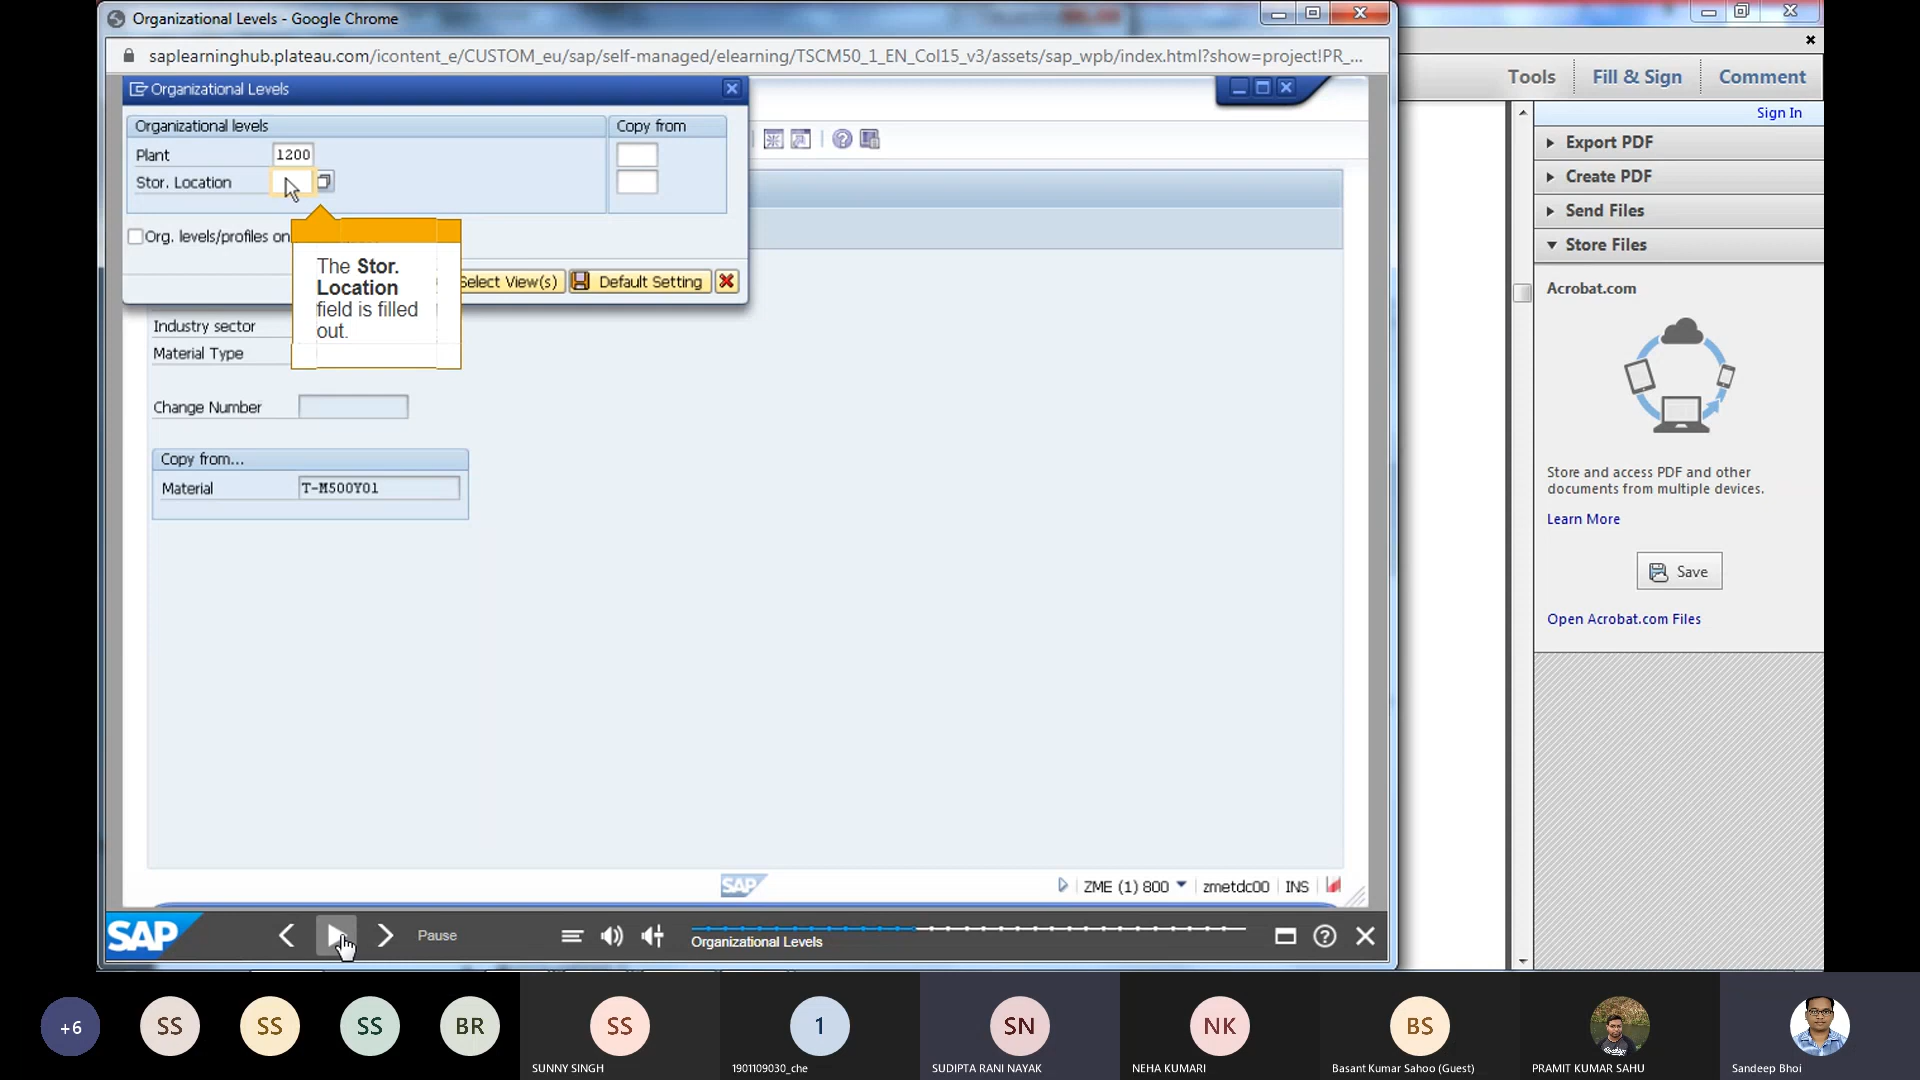 Organizational Levels - Google Chrome
saplearninghub.plateau.com/icontent_e/CUSTOM_eu/sap/self-managed/elearning/TSCM50_1_EN_Col15_v3/assets/sap_wpb/index.html?show=project!PR_...
Organizational Levels
Organizational levels
Copy from
Plant
1200
Stor. Location
Org. levels/profiles on
Select View(s)
Default Setting
The Stor.
Location
field is filled
out.
Industry sector
Material Type
Change Number
Copy from...
Material
T-M500Y01
SAP
ZME (1) 800
zmetdc00
INS
SAP
Pause
Organizational Levels
Tools
Fill & Sign
Comment
Sign In
Export PDF
Create PDF
Send Files
Store Files
Acrobat.com
Store and access PDF and other
documents from multiple devices.
Learn More
Save
Open Acrobat.com Files
+6
SS
SS
SS
BR
SS
SUNNY SINGH
1
1901109030_che
SN
SUDIPTA RANI NAYAK
NK
NEHA KUMARI
BS
Basant Kumar Sahoo (Guest)
PRAMIT KUMAR SAHU
Sandeep Bhoi